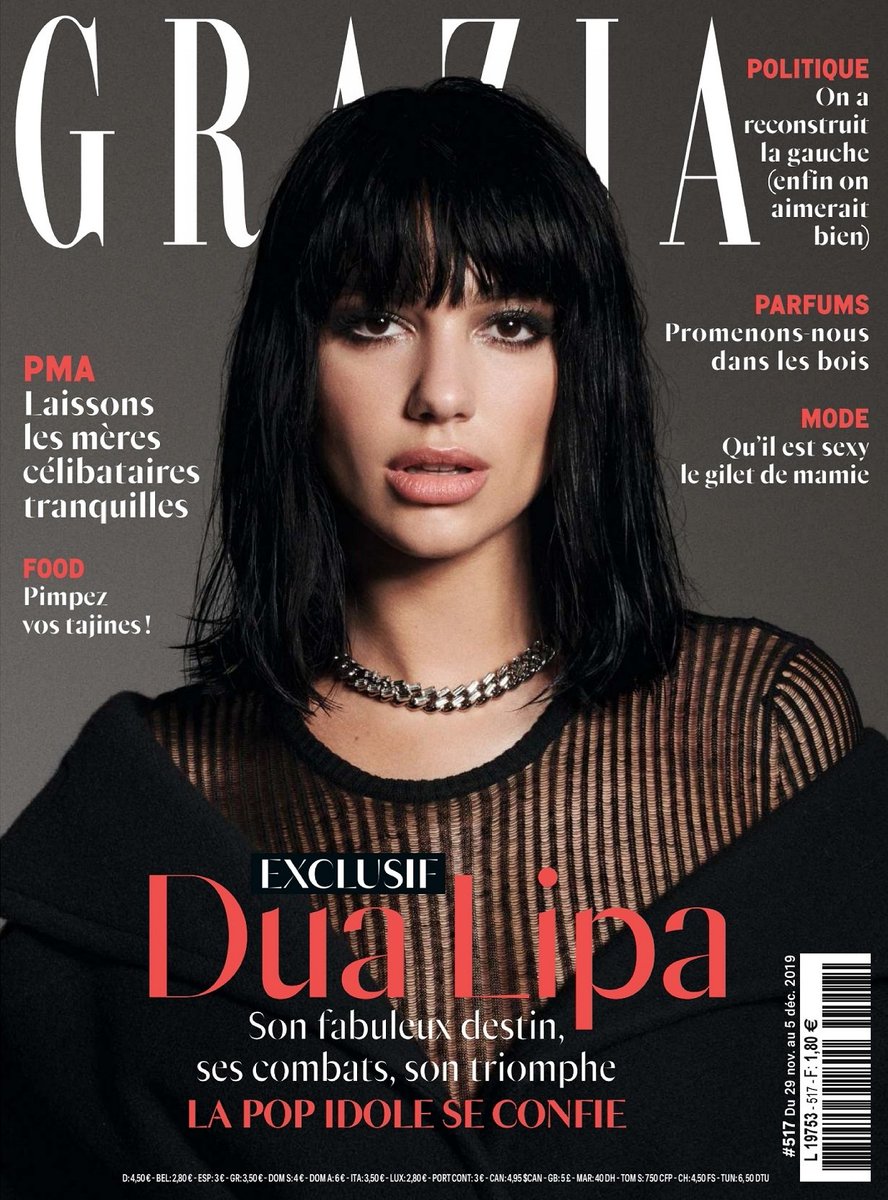 GRAZIA
POLITIQUE
On a
reconstruit
la gauche
(enfin on
aimerait
bien)
PARFUMS
Promenons-nous
dans les bois
MODE
Qu'il est sexy
le gilet de mamie
PMA
Laissons
les mères
célibataires
tranquilles
FOOD
Pimpez
vos tajines !
EXCLUSIF
Dua Lipa
Son fabuleux destin,
ses combats, son triomphe
LA POP IDOLE SE CONFIE
#517 Du 29 nov. au 5 déc. 2019
L 19753 - 517 - F: 1,80 €
D: 4,50 € - BEL: 2,80 € - ESP: 3 € - GR: 3,50 € - DOM S: 4 € - DOM A: 6 € - ITA: 3,50 € - LUX: 2,80 € - PORT CONT: 3 € - CAN: 4,95 $CAN - GB: 5 £ - MAR: 40 DH - TOM S: 750 CFP - CH: 4,50 FS - TUN: 6,50 DTU